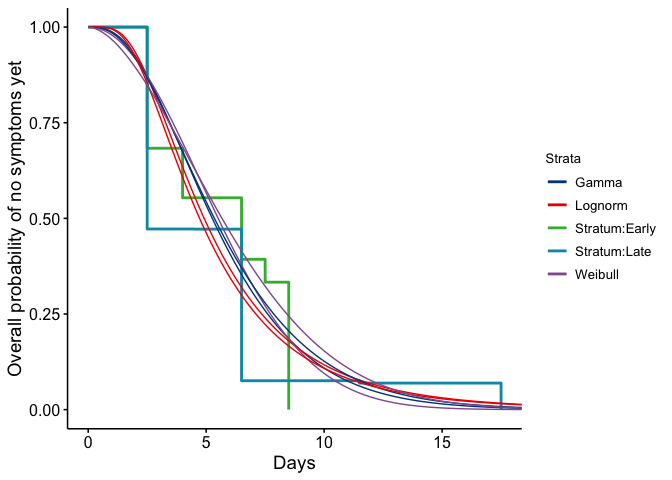 Overall probability of no symptoms yet
1.00
0.75
0.50
0.25
0.00
0
5
10
15
Days
Strata
Gamma
Lognorm
Stratum:Early
Stratum:Late
Weibull